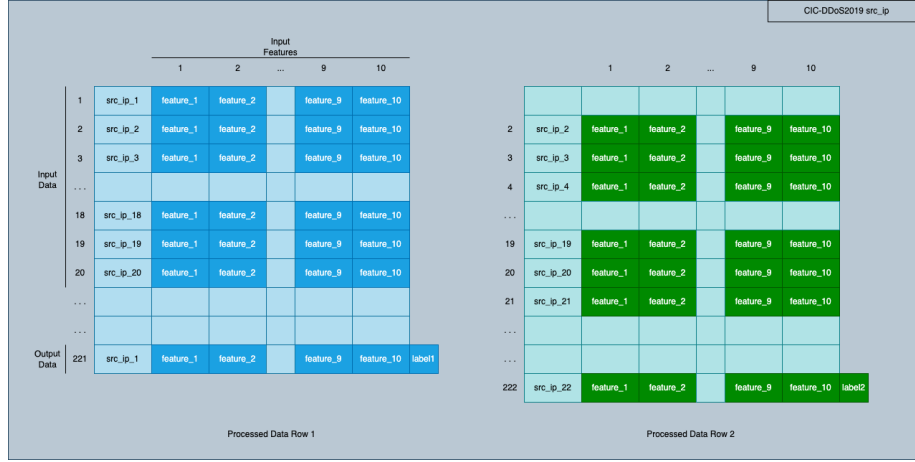 CIC-DDoS2019 src_ip
Input
Features
1 2 ... 9 10
1 src_ip_1 feature_1 feature_2 feature_9 feature_10
2 src_ip_2 feature_1 feature_2 feature_9 feature_10
3 src_ip_3 feature_1 feature_2 feature_9 feature_10
Input
Data
...
18 src_ip_18 feature_1 feature_2 feature_9 feature_10
19 src_ip_19 feature_1 feature_2 feature_9 feature_10
20 src_ip_20 feature_1 feature_2 feature_9 feature_10
...
...
Output
Data
221 src_ip_1 feature_1 feature_2 feature_9 feature_10 label1
Processed Data Row 1
1 2 ... 9 10
2 src_ip_2 feature_1 feature_2 feature_9 feature_10
3 src_ip_3 feature_1 feature_2 feature_9 feature_10
4 src_ip_4 feature_1 feature_2 feature_9 feature_10
...
19 src_ip_19 feature_1 feature_2 feature_9 feature_10
20 src_ip_20 feature_1 feature_2 feature_9 feature_10
21 src_ip_21 feature_1 feature_2 feature_9 feature_10
...
...
222 src_ip_22 feature_1 feature_2 feature_9 feature_10 label2
Processed Data Row 2